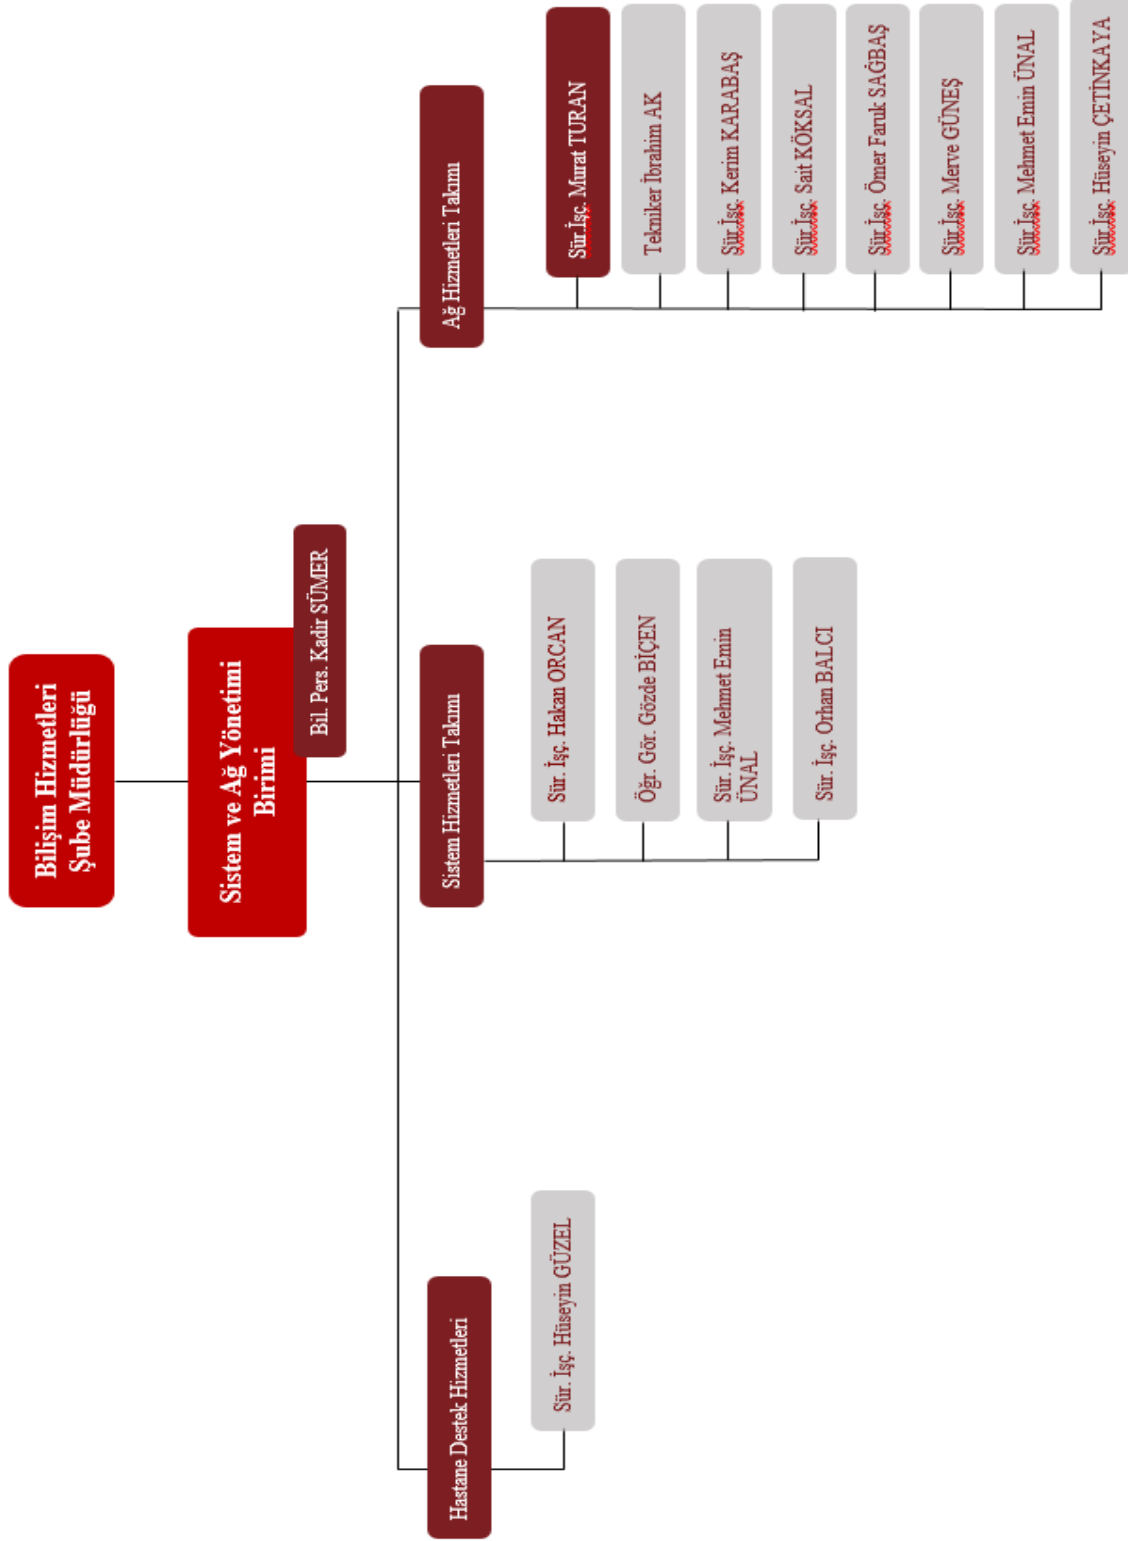 Bilişim Hizmetleri
Şube Müdürlüğü
Sistem ve Ağ Yönetimi
Birimi
Bil. Pers. Kadir SÜMER
Hastane Destek Hizmetleri
Sür. İşç. Hüseyin GÜZEL
Sistem Hizmetleri Takımı
Sür. İşç. Hakan ORCAN
Öğr. Gör. Gözde BİÇEN
Sür. İşç. Mehmet Emin
ÜNAL
Sür. İşç. Orhan BALCI
Ağ Hizmetleri Takımı
Sür.İşç. Murat TURAN
Tekniker İbrahim AK
Sür.İşç. Kerim KARABAŞ
Sür.İşç. Sait KÖKSAL
Sür.İşç. Ömer Faruk SAĞBAŞ
Sür.İşç. Merve GÜNEŞ
Sür.İşç. Mehmet Emin ÜNAL
Sür.İşç. Hüseyin ÇETİNKAYA